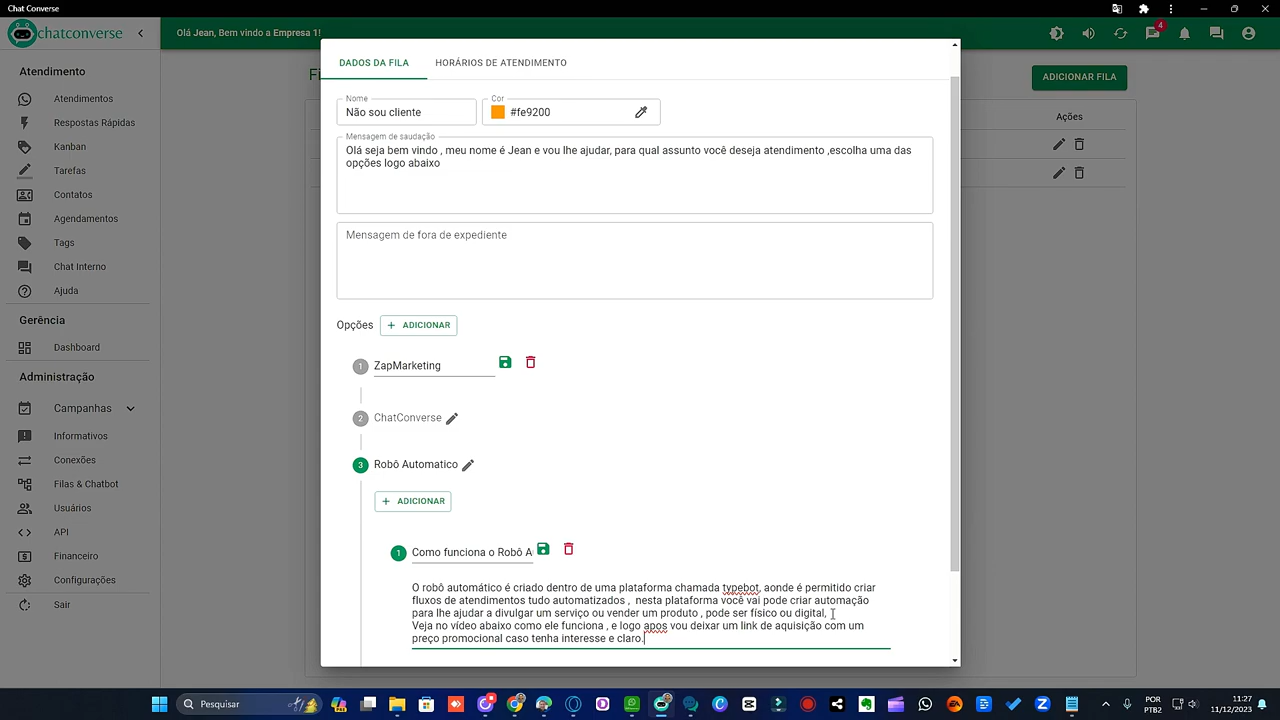 Chat Converse
chatconverse
Olá Jean, Bem vindo a Empresa 1!
4
Atendimento
Atendimentos
Respostas Rápidas
Kanban
Tarefas
Contatos
Agendamentos
Tags
Chat Interno
Ajuda
Gerência
Dashboard
Administração
Campanhas
Informativos
Conexões
Filas & Chatbot
Usuários
API
Financeiro
Configurações
Sair
ADICIONAR FILA
Ações
DADOS DA FILA
HORÁRIOS DE ATENDIMENTO
Nome
Não sou cliente
Cor
#fe9200
Mensagem de saudação
Olá seja bem vindo , meu nome é Jean e vou lhe ajudar, para qual assunto você deseja atendimento ,escolha uma das
opções logo abaixo
Mensagem de fora de expediente
Opções
ADICIONAR
1 ZapMarketing
2 ChatConverse
3 Robô Automatico
ADICIONAR
1 Como funciona o Robô A
O robô automático é criado dentro de uma plataforma chamada typebot, aonde é permitido criar
fluxos de atendimentos tudo automatizados , nesta plataforma você vai pode criar automação
para lhe ajudar a divulgar um serviço ou vender um produto , pode ser físico ou digital,
Veja no vídeo abaixo como ele funciona , e logo apos vou deixar um link de aquisição com um
preço promocional caso tenha interesse e claro.
Pesquisar
POR
PTB2
11:27
11/12/2023